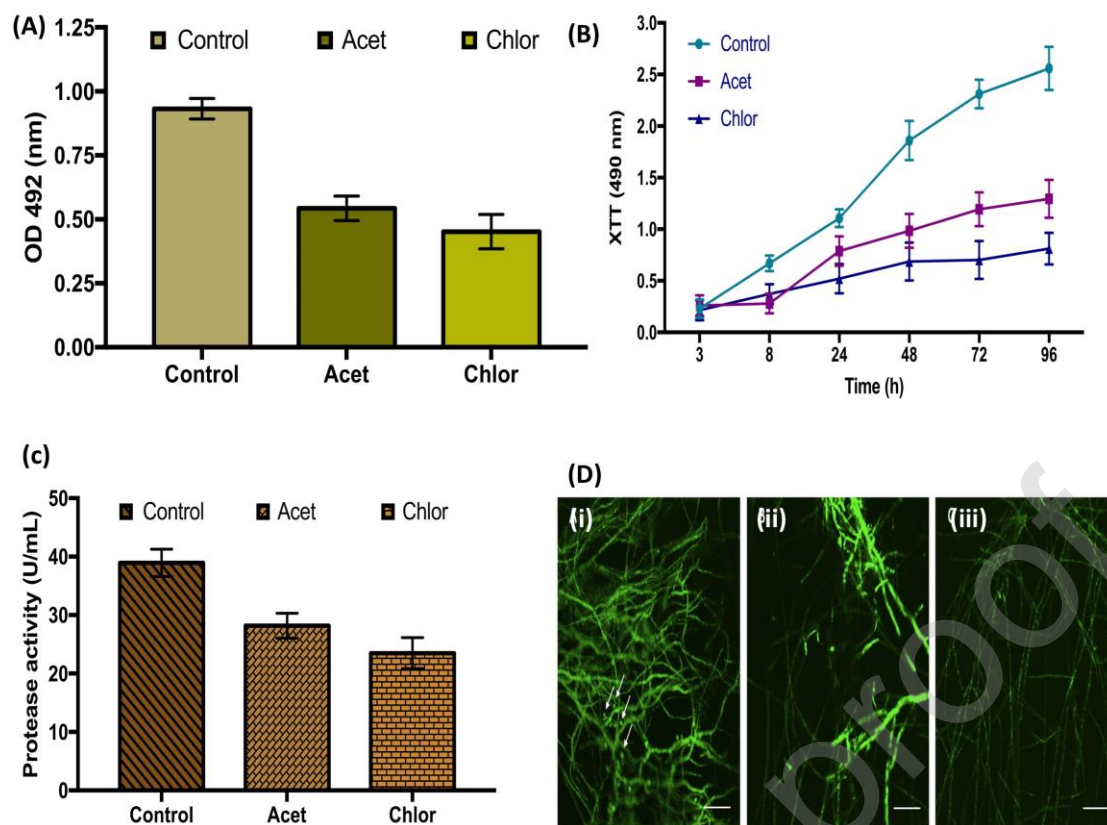 (A)
1.25
1.00
0.75
0.50
0.25
0.00
OD 492 (nm)
Control Acet Chlor
Control Acet Chlor
(B)
3.0
2.5
2.0
1.5
1.0
0.5
0.0
XTT (490 nm)
Control
Acet
Chlor
3 8 24 48 72 96
Time (h)
(c)
50
40
30
20
10
0
Protease activity (U/mL)
Control Acet Chlor
Control Acet Chlor
(D)
(i) (ii) (iii)
proof